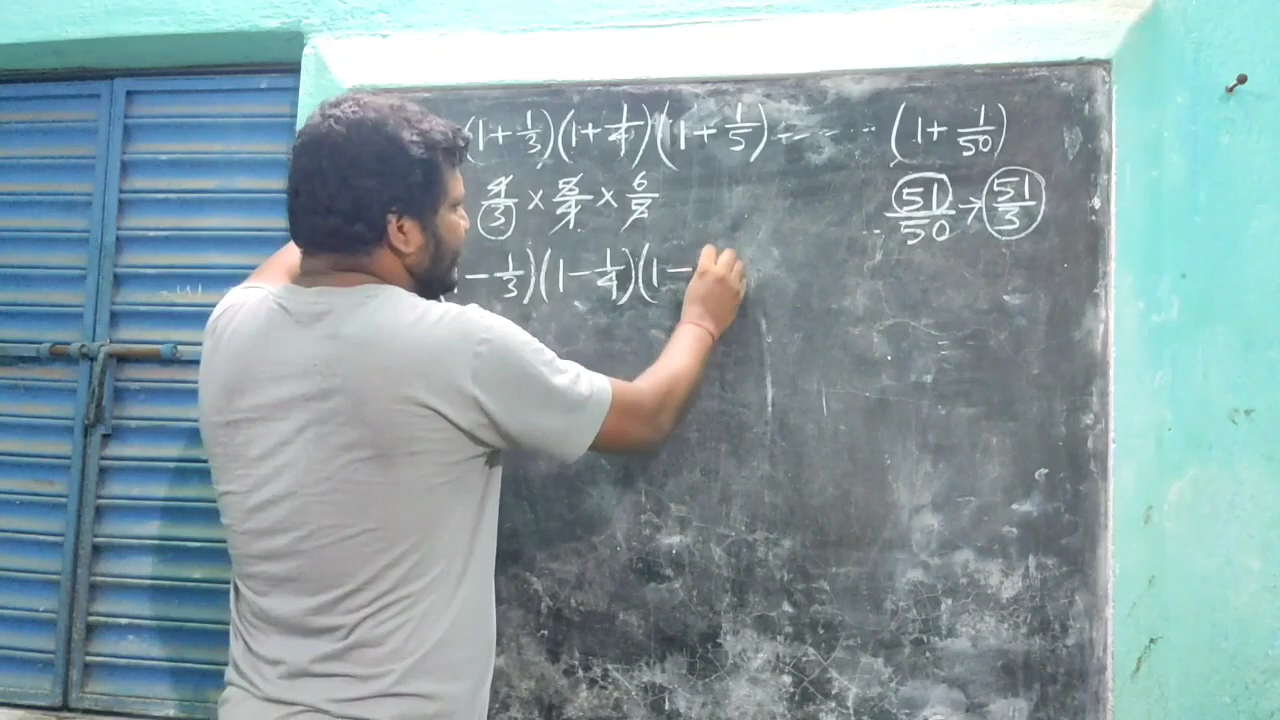 (1+1/3)(1+1/4)(1+1/5)------(1+1/50)
4/3×5/4×6/5 .. 51/50→51/3
-1/3)(1-1/4)(1-